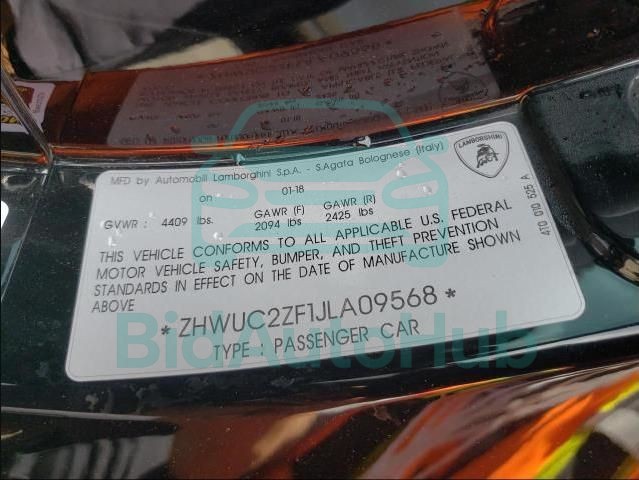 MFD by Automobili Lamborghini S.p.A. - S.Agata Bolognese (Italy)
on 01-18
GVWR : 4409 lbs. GAWR (F) 2094 lbs GAWR (R) 2425 lbs
THIS VEHICLE CONFORMS TO ALL APPLICABLE U.S. FEDERAL
MOTOR VEHICLE SAFETY, BUMPER, AND THEFT PREVENTION
STANDARDS IN EFFECT ON THE DATE OF MANUFACTURE SHOWN
ABOVE
* ZHWUC2ZF1JLA09568 *
TYPE : PASSENGER CAR
LAMBORGHINI
4T0 010 525 A
BidAutoHub